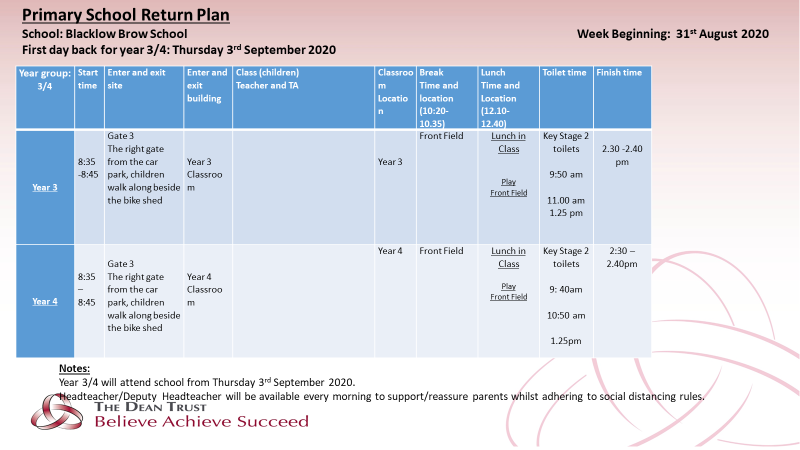 Primary School Return Plan
School: Blacklow Brow School
Week Beginning: 31st August 2020
First day back for year 3/4: Thursday 3rd September 2020
Year group:
3/4
Start
time
Enter and exit
site
Enter and
exit
building
Class (children)
Teacher and TA
Classroo
m
Locatio
n
Break
Time and
location
(10:20-
10.35)
Lunch
Time and
Location
(12.10-
12.40)
Toilet time
Finish time
Year 3
8:35
-8:45
Gate 3
The right gate
from the car
park, children
walk along beside
the bike shed
Year 3
Classroo
m
Year 3
Front Field
Lunch in
Class
Play
Front Field
Key Stage 2
toilets
9:50 am
11.00 am
1.25 pm
2.30 -2.40
pm
Year 4
8:35
–
8:45
Gate 3
The right gate
from the car
park, children
walk along beside
the bike shed
Year 4
Classroo
m
Year 4
Front Field
Lunch in
Class
Play
Front Field
Key Stage 2
toilets
9: 40am
10:50 am
1.25pm
2:30 –
2.40pm
Notes:
Year 3/4 will attend school from Thursday 3rd September 2020.
Headteacher/Deputy Headteacher will be available every morning to support/reassure parents whilst adhering to social distancing rules.
THE DEAN TRUST
Believe Achieve Succeed